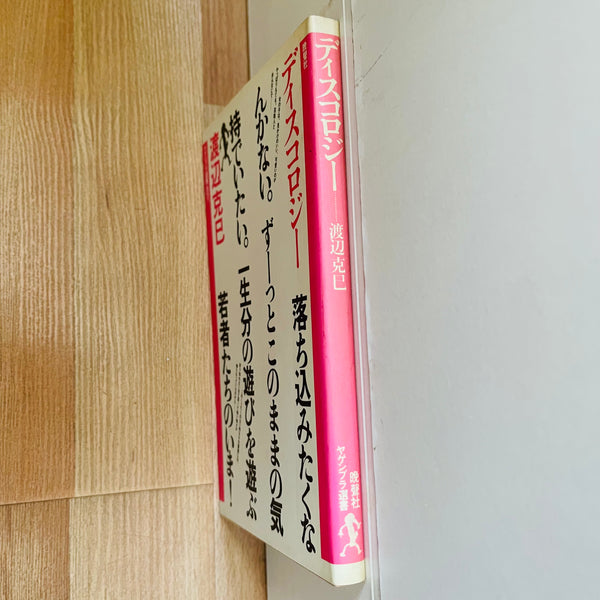 ディスコロジー
渡辺克巳
晩聲社
ヤゲンブラ選書
晩聲社
ディスコロジー
落ち込みたくな
んかない。ずーっとこのままの気
持でいたい。一生分の遊びを遊ぶ
若者たちのいま!
渡辺克巳